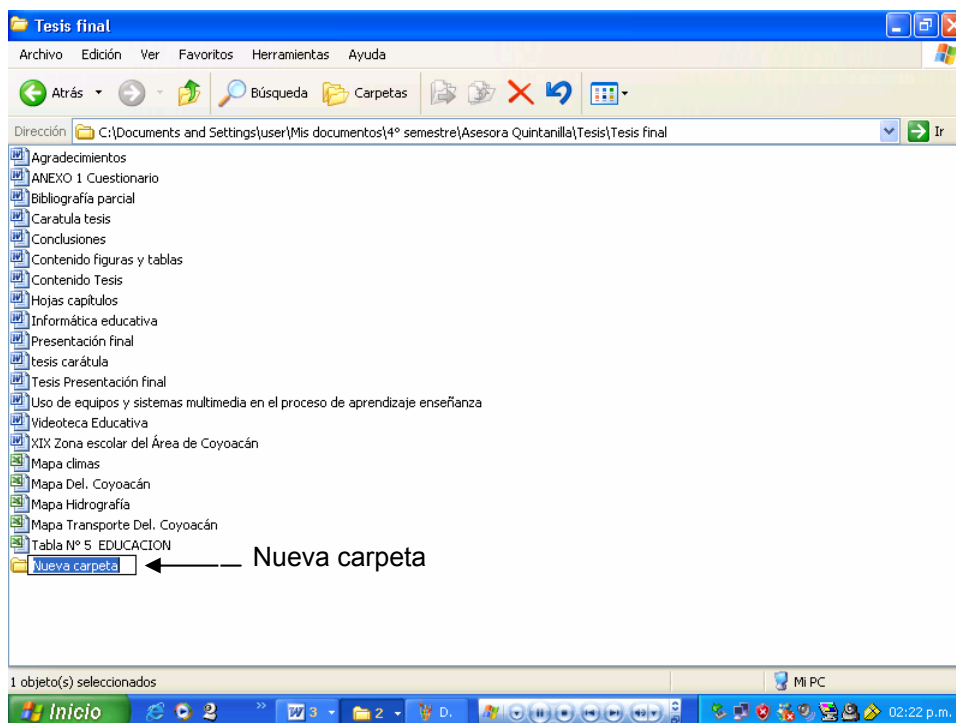 Tesis final
Archivo Edición Ver Favoritos Herramientas Ayuda
Atrás Búsqueda Carpetas
Dirección C:\Documents and Settings\user\Mis documentos\4º semestre\Asesora Quintanilla\Tesis\Tesis final Ir
Agradecimientos
ANEXO 1 Cuestionario
Bibliografía parcial
Caratula tesis
Conclusiones
Contenido figuras y tablas
Contenido Tesis
Hojas capítulos
Informática educativa
Presentación final
tesis carátula
Tesis Presentación final
Uso de equipos y sistemas multimedia en el proceso de aprendizaje enseñanza
Videoteca Educativa
XIX Zona escolar del Área de Coyoacán
Mapa climas
Mapa Del. Coyoacán
Mapa Hidrografía
Mapa Transporte Del. Coyoacán
Tabla Nº 5 EDUCACION
Nueva carpeta Nueva carpeta
1 objeto(s) seleccionados Mi PC
Inicio » 3 2 D. 02:22 p.m.